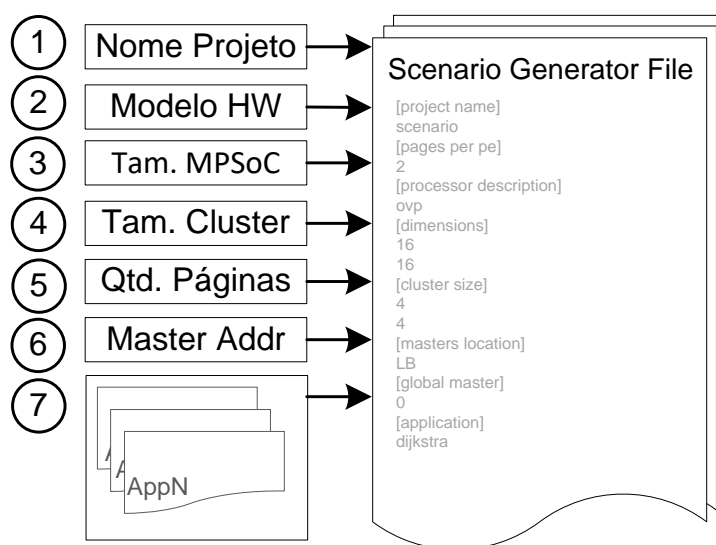 1
Nome Projeto
2
Modelo HW
3
Tam. MPSoC
4
Tam. Cluster
5
Qtd. Páginas
6
Master Addr
7
A
A
AppN
Scenario Generator File
[project name]
scenario
[pages per pe]
2
[processor description]
ovp
[dimensions]
16
16
[cluster size]
4
4
[masters location]
LB
[global master]
0
[application]
dijkstra